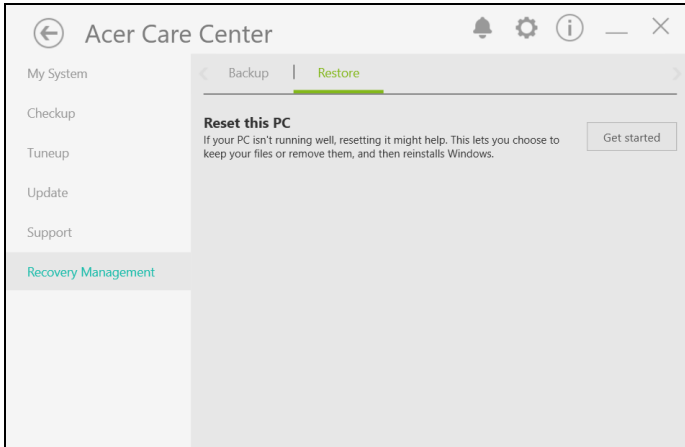 Acer Care Center
My System
Checkup
Tuneup
Update
Support
Recovery Management
Backup
Restore
Reset this PC
If your PC isn't running well, resetting it might help. This lets you choose to
keep your files or remove them, and then reinstalls Windows.
Get started